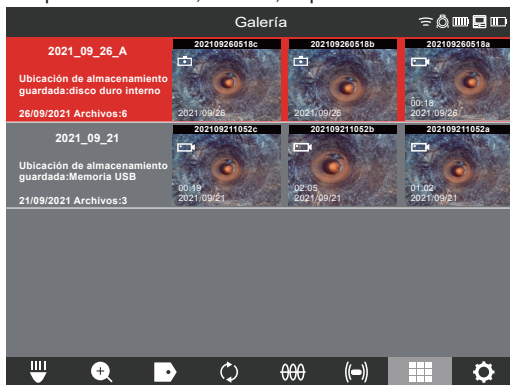 Galería
2021_09_26_A
Ubicación de almacenamiento
guardada:disco duro interno
26/09/2021 Archivos:6
202109260518c
2021/09/26
202109260518b
2021/09/26
202109260518a
00:18
2021/09/26
2021_09_21
Ubicación de almacenamiento
guardada:Memoria USB
21/09/2021 Archivos:3
202109211052c
00:19
2021/09/21
202109211052b
02:05
2021/09/21
202109211052a
01:02
2021/09/21